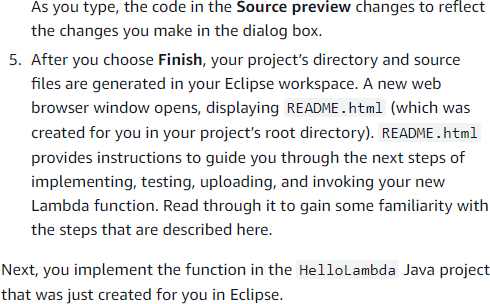 As you type, the code in the Source preview changes to reflect
the changes you make in the dialog box.
5. After you choose Finish, your project’s directory and source
files are generated in your Eclipse workspace. A new web
browser window opens, displaying README.html (which was
created for you in your project’s root directory). README.html
provides instructions to guide you through the next steps of
implementing, testing, uploading, and invoking your new
Lambda function. Read through it to gain some familiarity with
the steps that are described here.
Next, you implement the function in the HelloLambda Java project
that was just created for you in Eclipse.